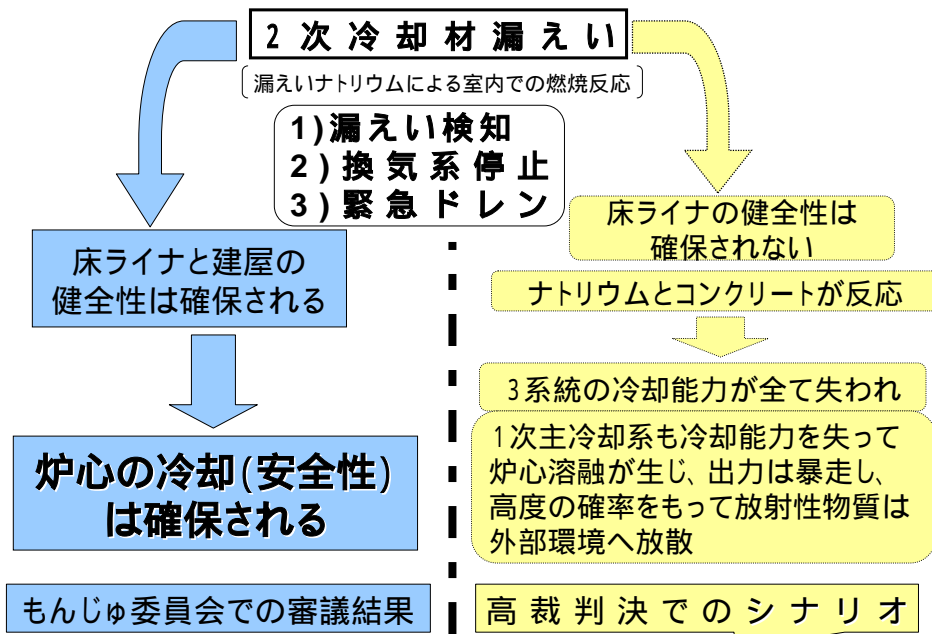 2次冷却材漏えい
漏えいナトリウムによる室内での燃焼反応
1)漏えい検知
2)換気系停止
3)緊急ドレン
床ライナと建屋の
健全性は確保される
炉心の冷却(安全性)
は確保される
もんじゅ委員会での審議結果
床ライナの健全性は
確保されない
ナトリウムとコンクリートが反応
3系統の冷却能力が全て失われ
1次主冷却系も冷却能力を失って
炉心溶融が生じ、出力は暴走し、
高度の確率をもって放射性物質は
外部環境へ放散
高裁判決でのシナリオ